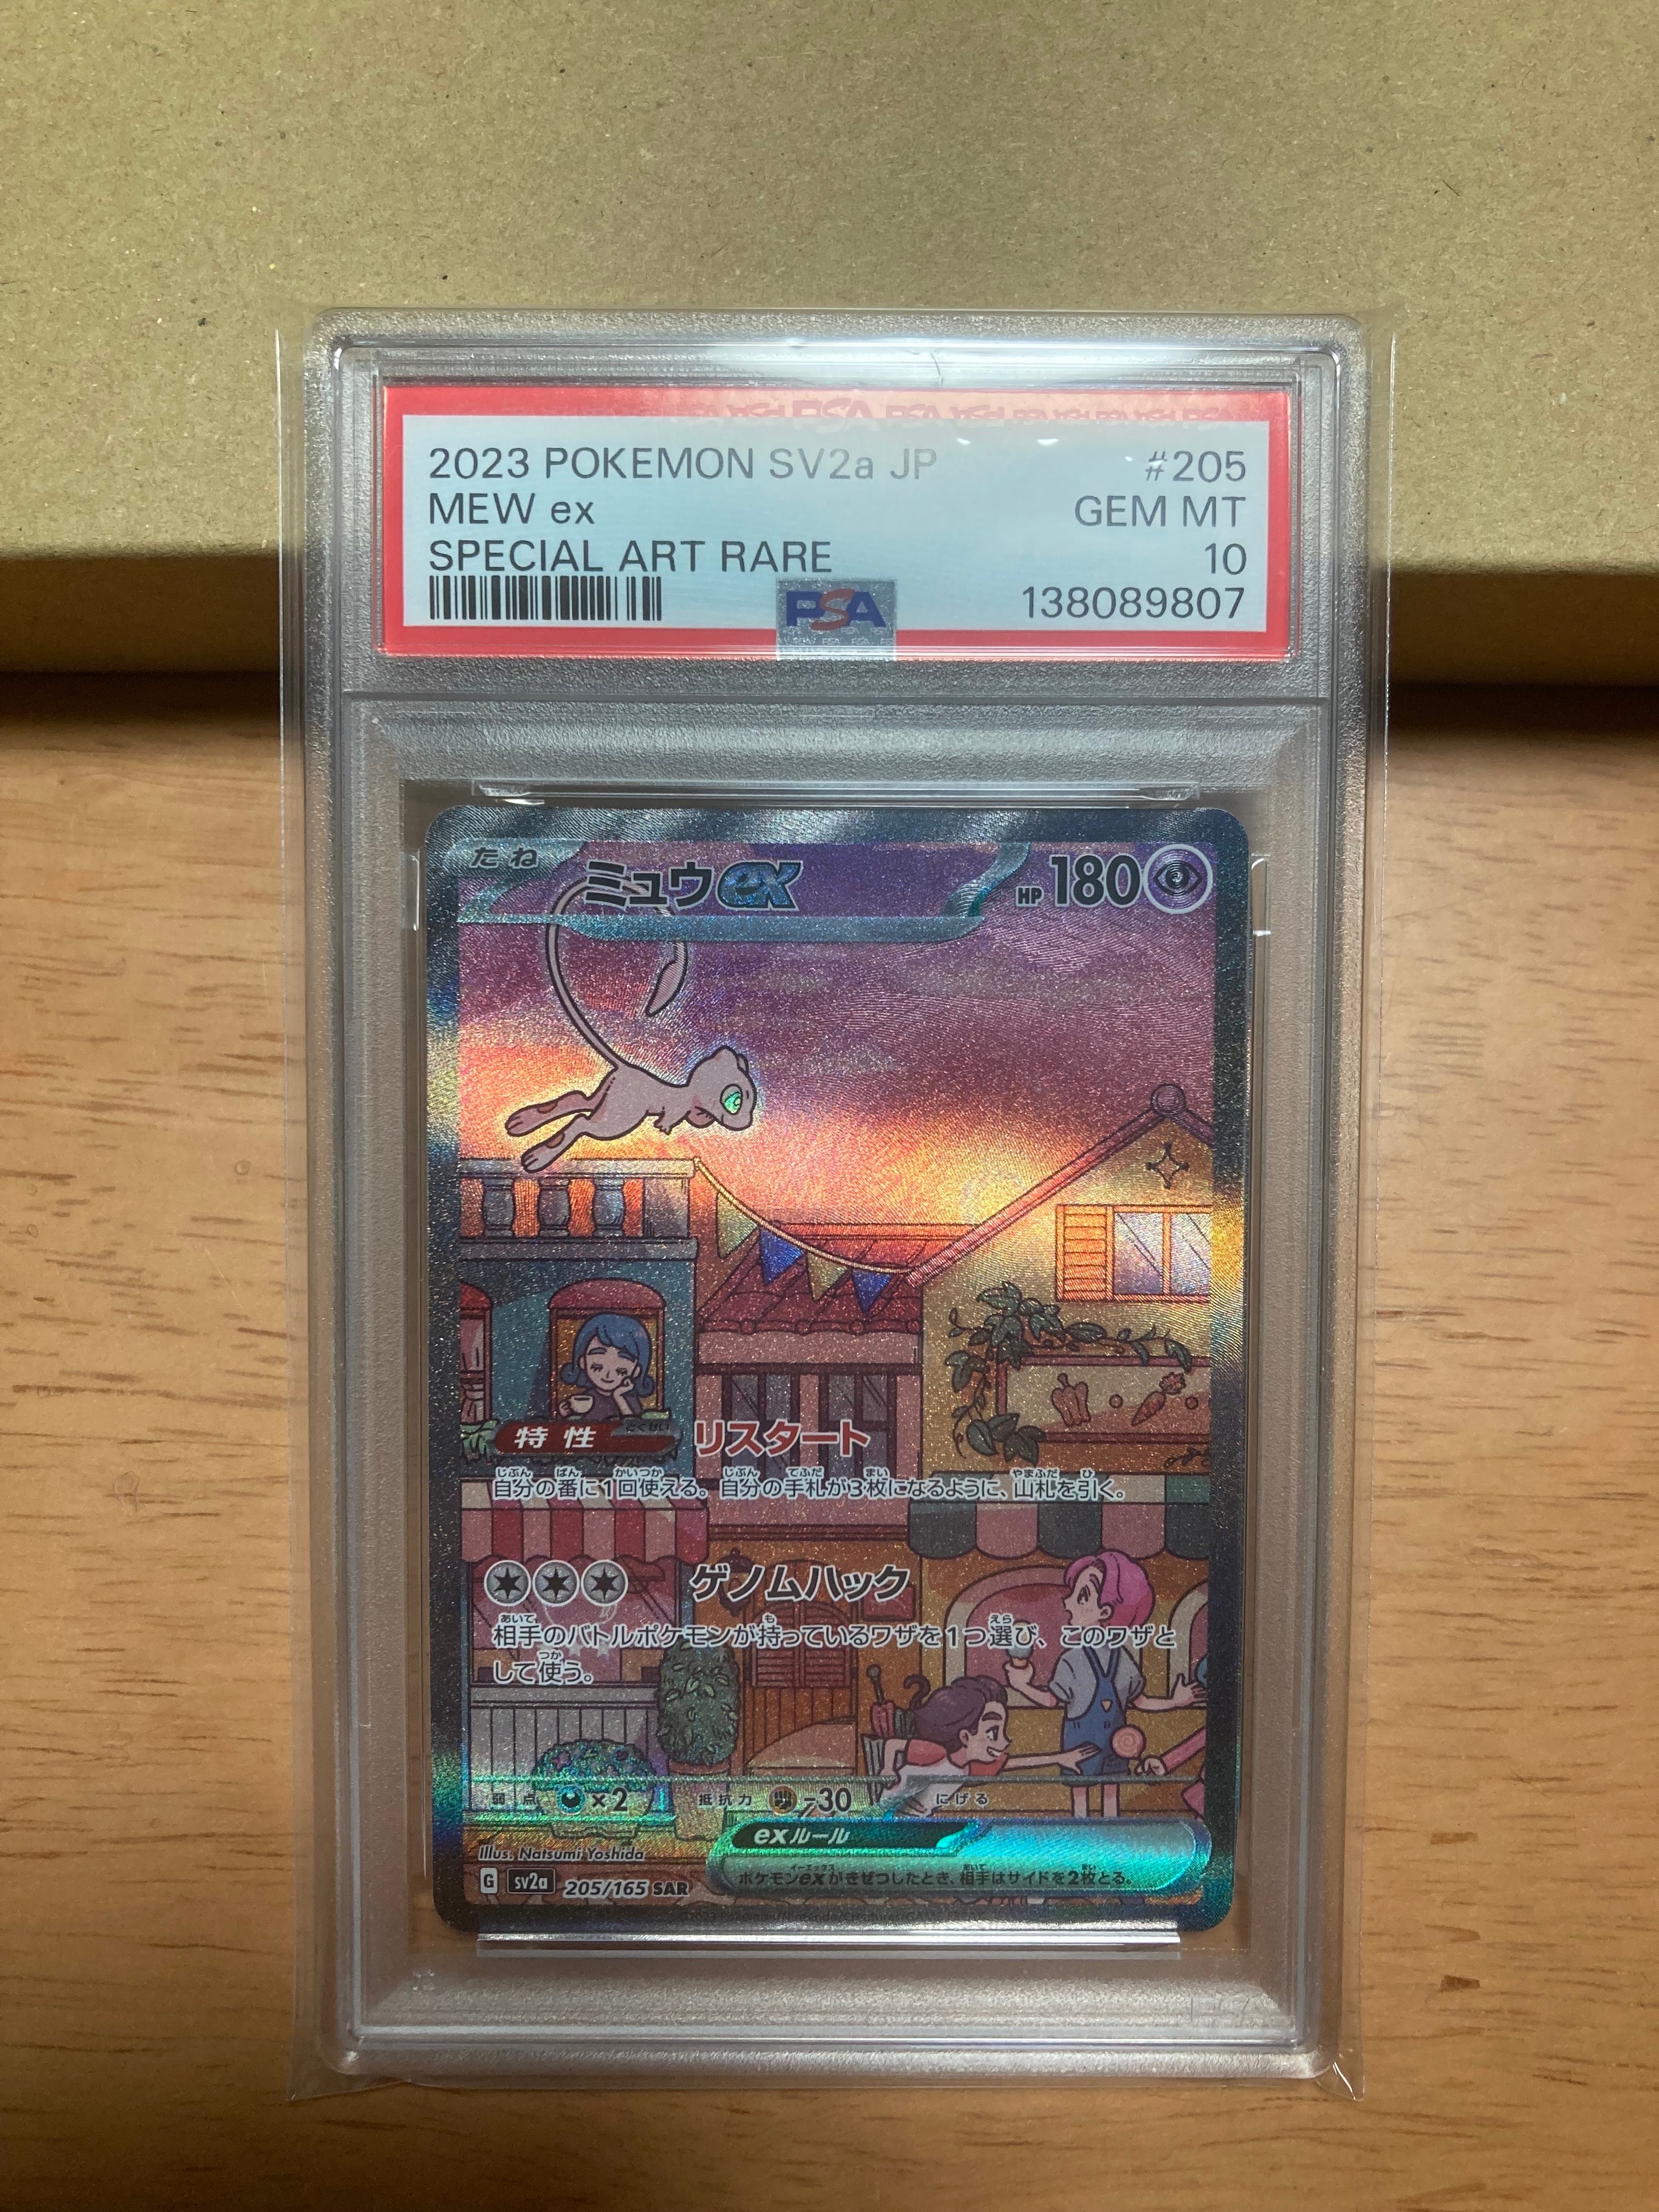 2023 POKEMON SV2a JP #205
MEW ex GEM MT
SPECIAL ART RARE 10
PSA 138089807
たね ミュウex HP 180
特性 とくせい リスタート
自分の番に1回使える。自分の手札が3枚になるように、山札を引く。
ゲノムハック
相手のバトルポケモンが持っているワザを1つ選び、このワザと
して使う。
弱点 ×2 抵抗力 -30 にげる
exルール
ポケモンexがきぜつしたとき、相手はサイドを2枚とる。
Illus. Natsumi Yoshida
G sv2a 205/165 SAR